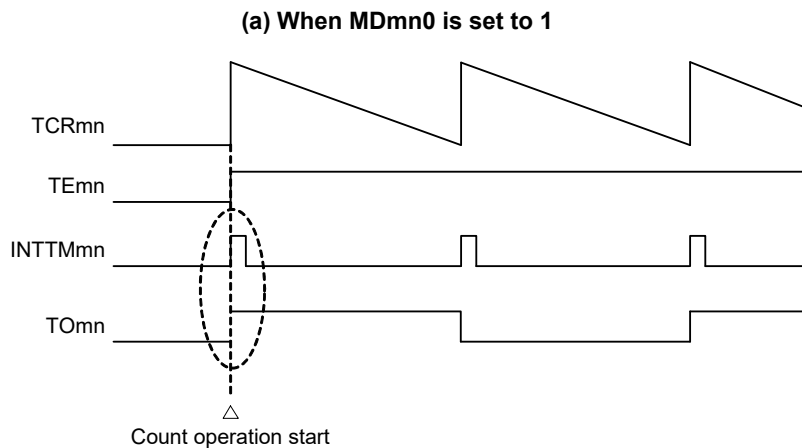 (a) When MDmn0 is set to 1
TCRmn
TEmn
INTTMmn
TOmn
Count operation start